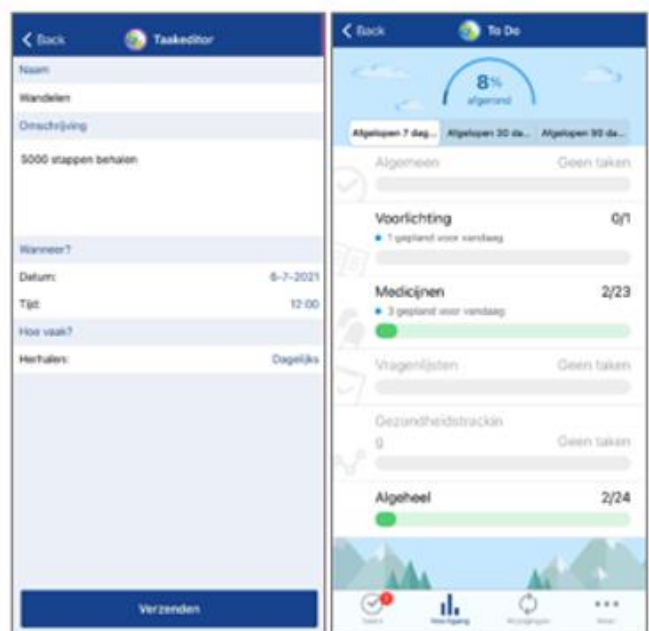 Back
Taakeditor
Naam
Wandelen
Omschrijving
5000 stappen behalen
Wanneer?
Datum: 6-7-2021
Tijd: 12:00
Hoe vaak?
Herhalen: Dagelijks
Verzenden
Back
To Do
8%
afgerond
Afgelopen 7 dag... Afgelopen 30 da... Afgelopen 90 da...
Algemeen Geen taken
Voorlichting 0/1
1 gepland voor vandaag
Medicijnen 2/23
3 gepland voor vandaag
Vragenlijsten Geen taken
Gezondheidstrackin
g Geen taken
Algeheel 2/24
Taken Voortgang Meer